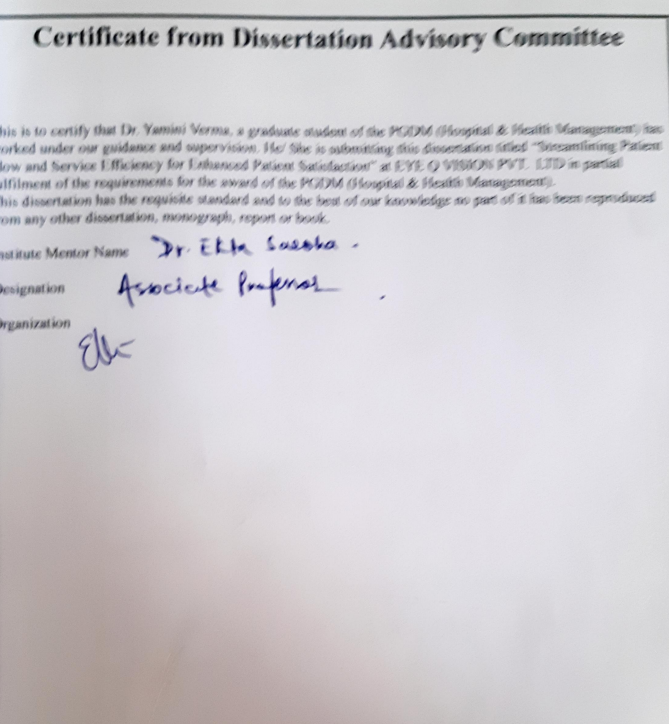 Certificate from Dissertation Advisory Committee
his is to certify that Dr. Yamini Verma, a graduate student of the PGDM (Hospital & Health Management) has
orked under our guidance and supervision. He/ She is submitting this dissertation titled "Streamlining Patient
low and Service Efficiency for Enhanced Patient Satisfaction" at EYE Q VISION PVT. LTD in partial
lfilment of the requirements for the award of the PGDM (Hospital & Health Management).
his dissertation has the requisite standard and to the best of our knowledge no part of it has been reproduced
om any other dissertation, monograph, report or book.
nstitute Mentor Name Dr. Ekta
esignation Associate Professor
rganization